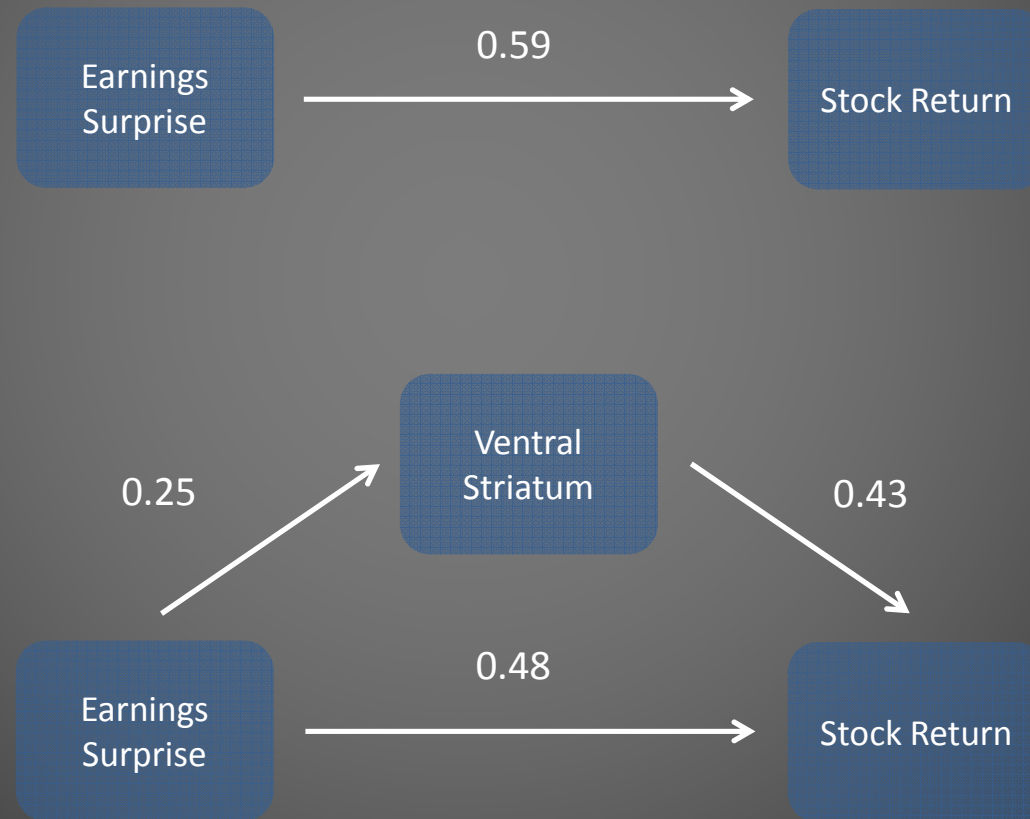 0.59
Earnings
Surprise
Stock Return
Ventral
Striatum
0.25
0.43
0.48
Earnings
Surprise
Stock Return